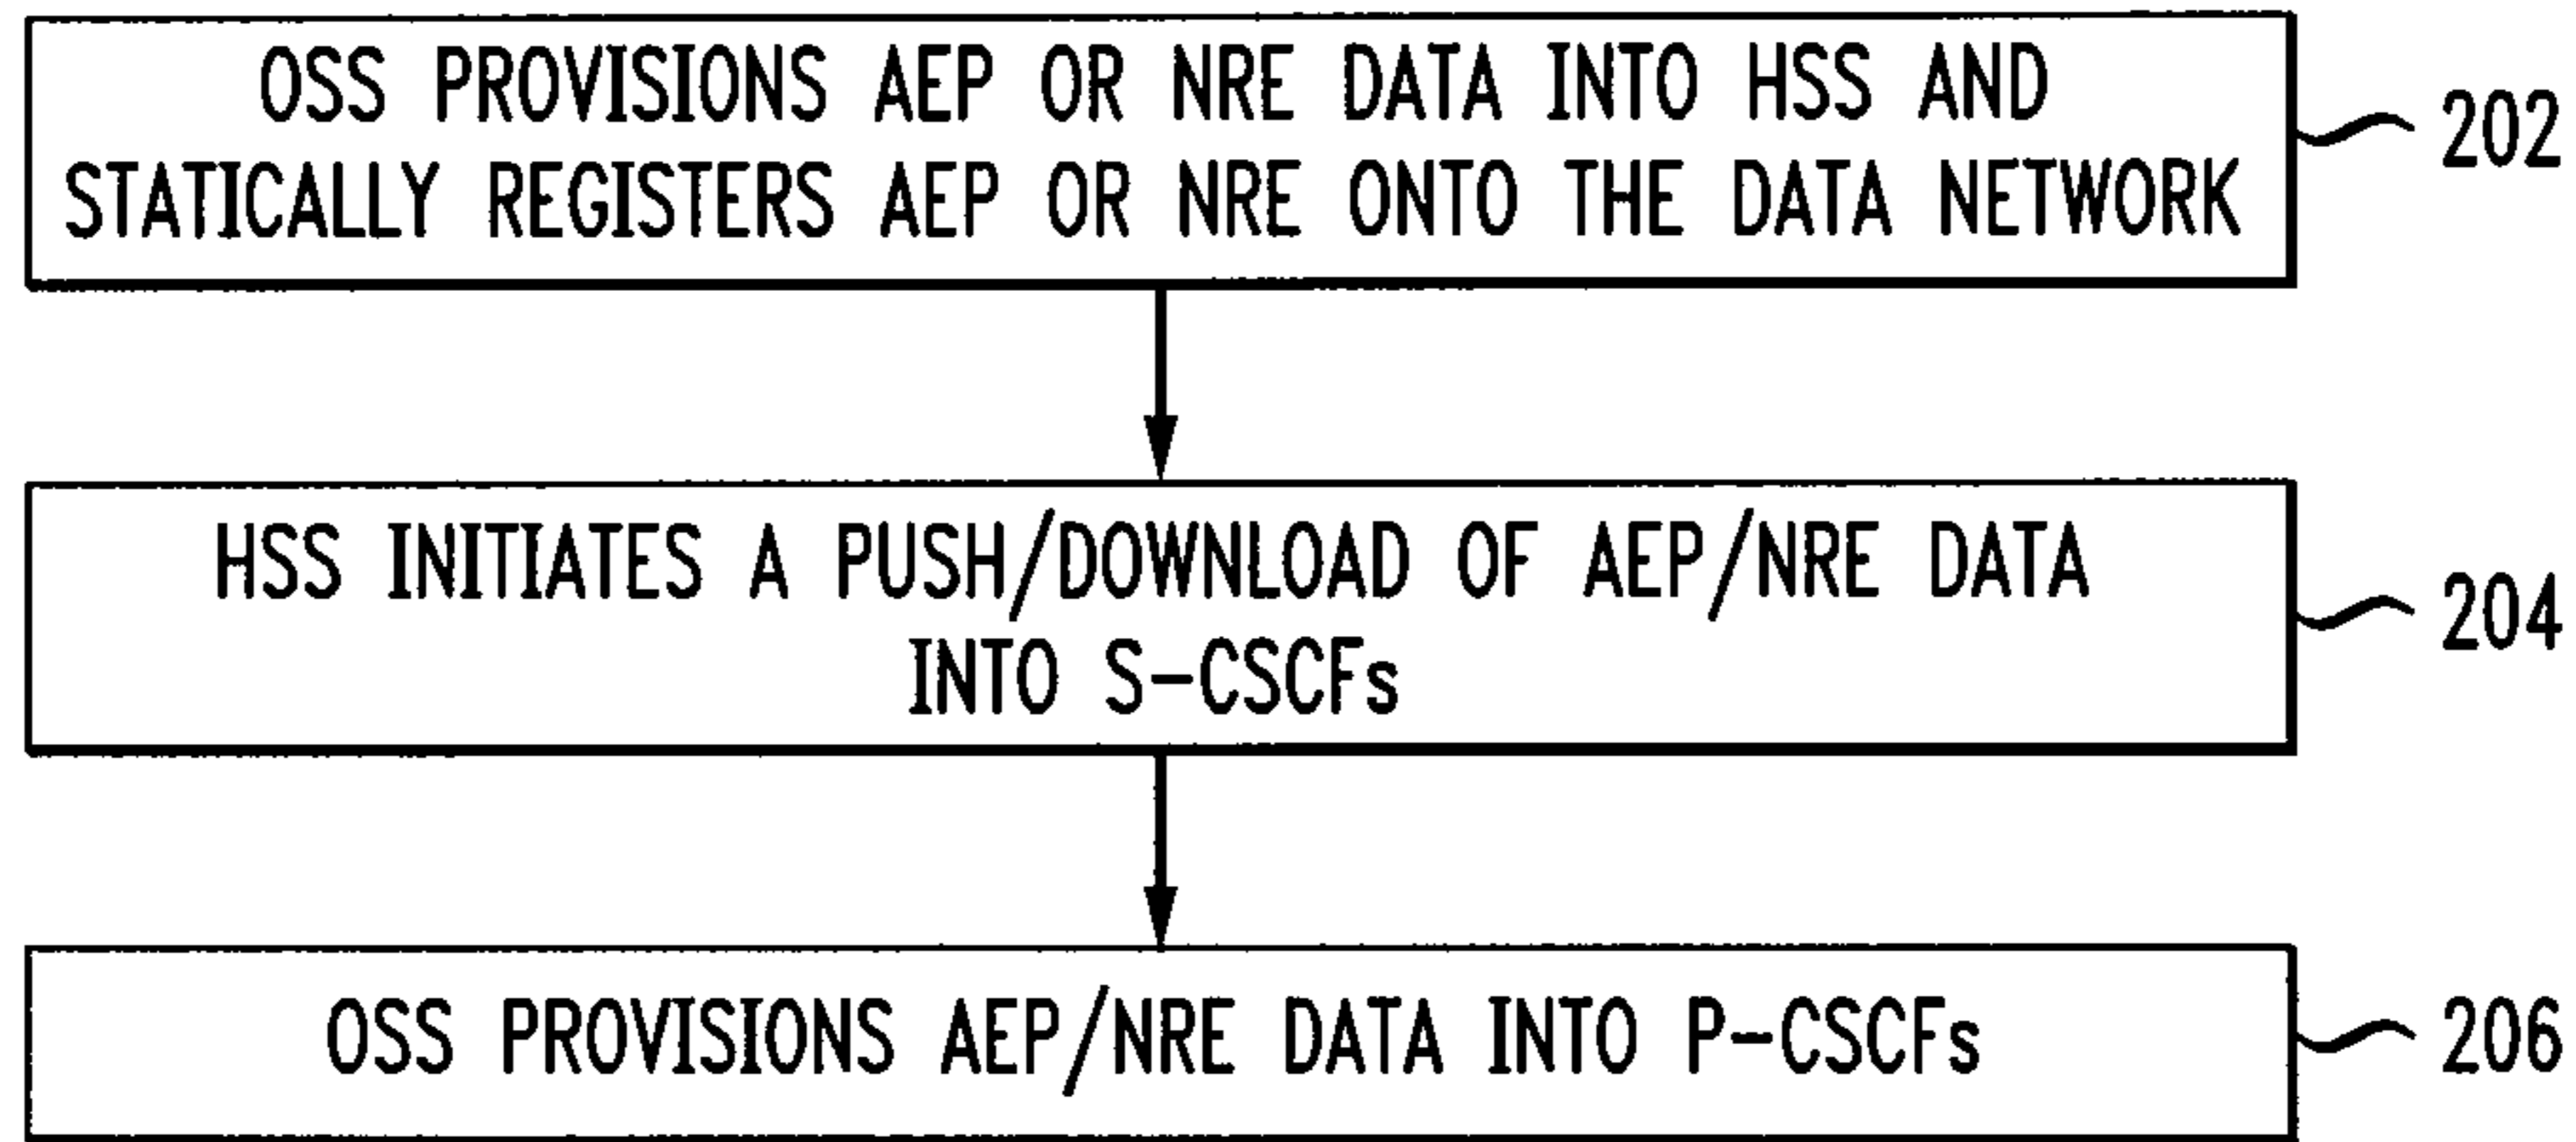 OSS PROVISIONS AEP OR NRE DATA INTO HSS AND
STATICALLY REGISTERS AEP OR NRE ONTO THE DATA NETWORK
202
HSS INITIATES A PUSH/DOWNLOAD OF AEP/NRE DATA
INTO S-CSCFs
204
OSS PROVISIONS AEP/NRE DATA INTO P-CSCFs
206